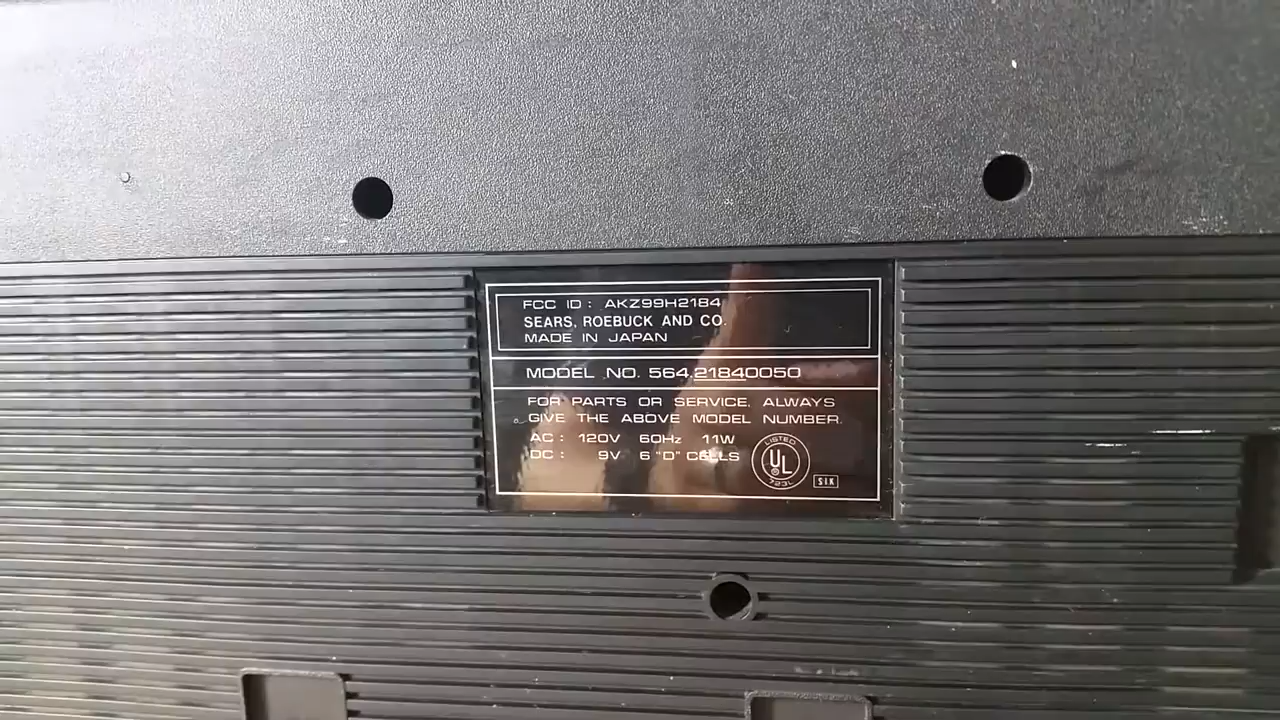 FCC ID : AKZ99H2184
SEARS, ROEBUCK AND CO.
MADE IN JAPAN
MODEL NO. 564.21840050
FOR PARTS OR SERVICE, ALWAYS
GIVE THE ABOVE MODEL NUMBER.
AC : 120V 60Hz 11W
DC : 9V 6 "D" CELLS
LISTED
UL
®
723L
SIK